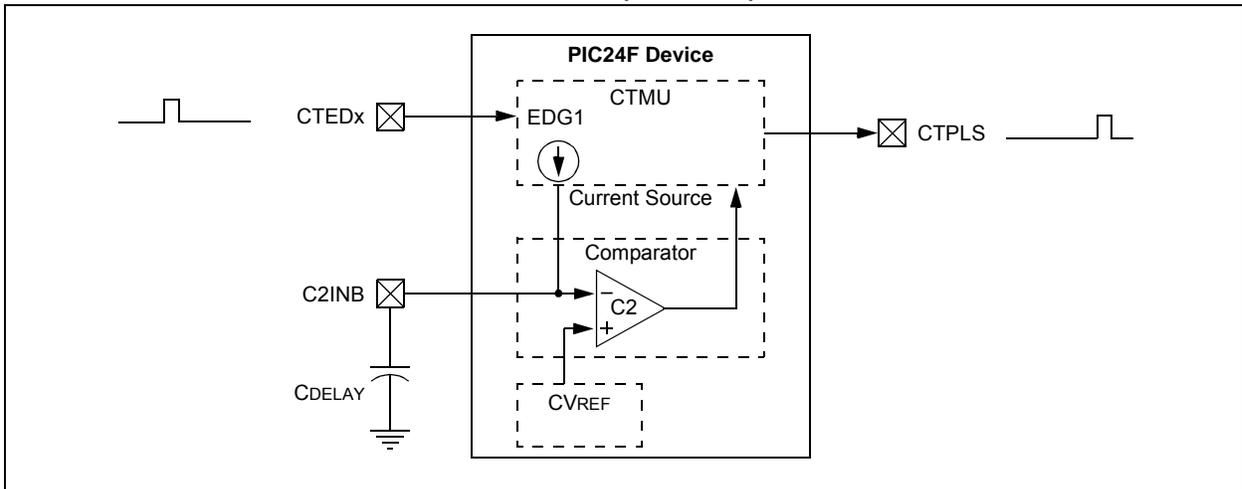 PIC24F Device
CTMU
CTEDx
EDG1
CTPLS
Current Source
Comparator
C2INB
−
C2
+
CDELAY
CVREF